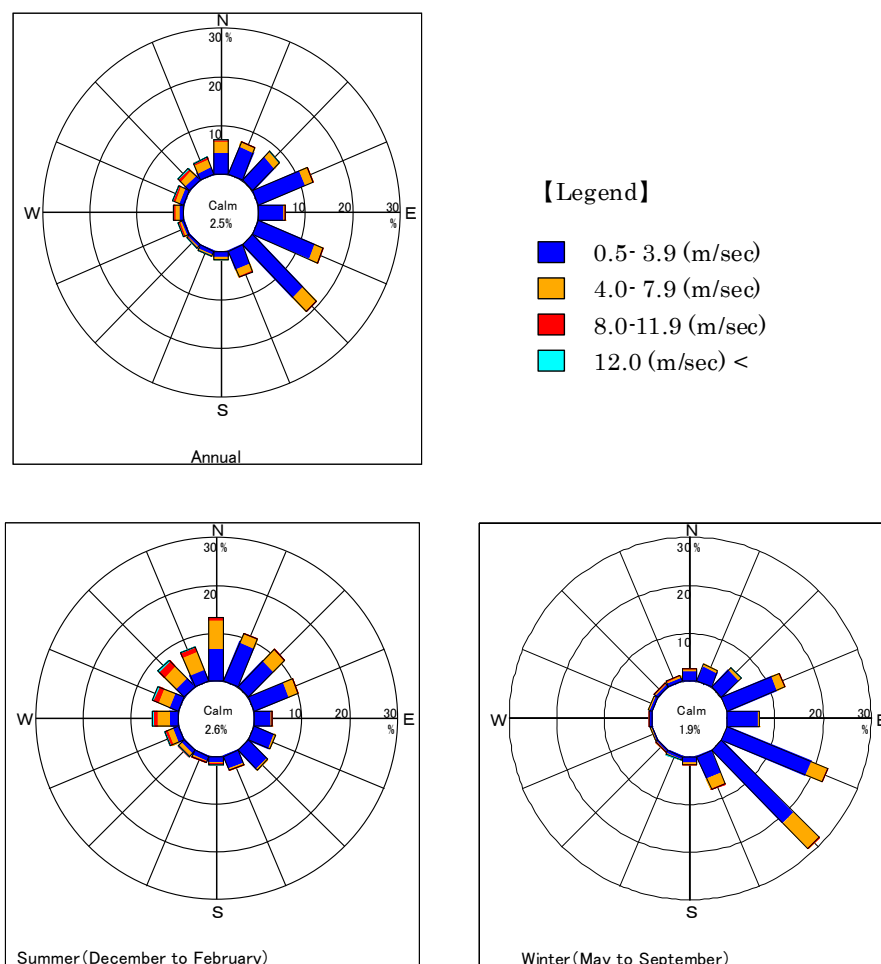 N
30 %
20
10
Calm
2.5%
W
10 20 30 E
%
S
Annual
【Legend】
0.5- 3.9 (m/sec)
4.0- 7.9 (m/sec)
8.0-11.9 (m/sec)
12.0 (m/sec) <
N
30 %
20
Calm
2.6%
W
10 20 30 E
%
S
Summer(December to February)
N
30 %
20
10
Calm
1.9%
W
20 30 E
%
S
Winter(May to September)